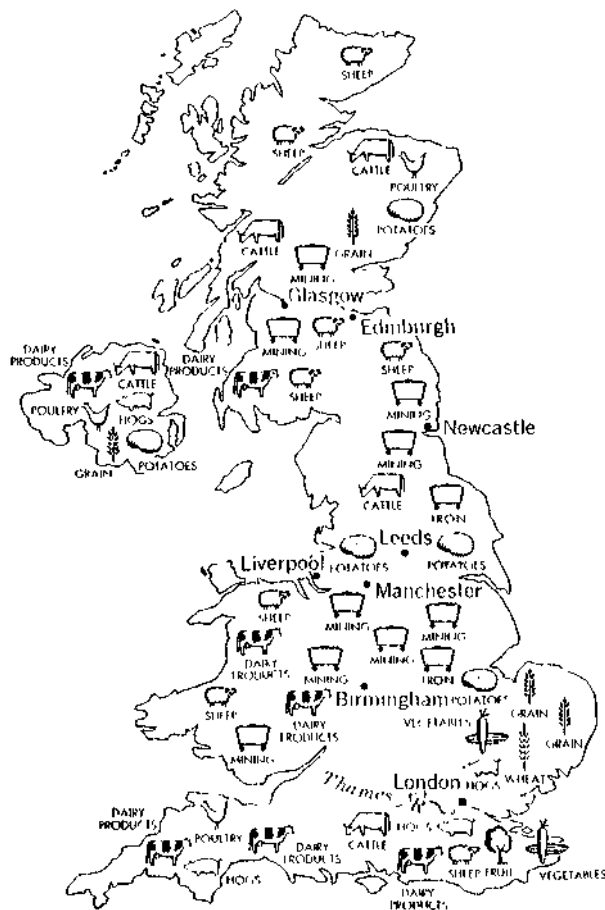 SHEEP
SHEEP
CATTLE
POULTRY
POTATOES
CATTLE
GRAIN
MINING
Glasgow
Edinburgh
MINING
SHEEP
SHEEP
DAIRY
PRODUCTS
CATTLE
DAIRY
PRODUCTS
SHEEP
POULTRY
HOGS
MINING
Newcastle
GRAIN
POTATOES
MINING
CATTLE
IRON
Leeds
POTATOES
POTATOES
Liverpool
Manchester
SHEEP
MINING
MINING
DAIRY
PRODUCTS
MINING
MINING
IRON
Birmingham
POTATOES
GRAIN
SHEEP
DAIRY
PRODUCTS
VEGETABLES
GRAIN
MINING
WHEAT
Thames
London
HOGS
DAIRY
PRODUCTS
POULTRY
DAIRY
PRODUCTS
CATTLE
HOGS
HOGS
DAIRY
PRODUCTS
SHEEP
FRUIT
VEGETABLES